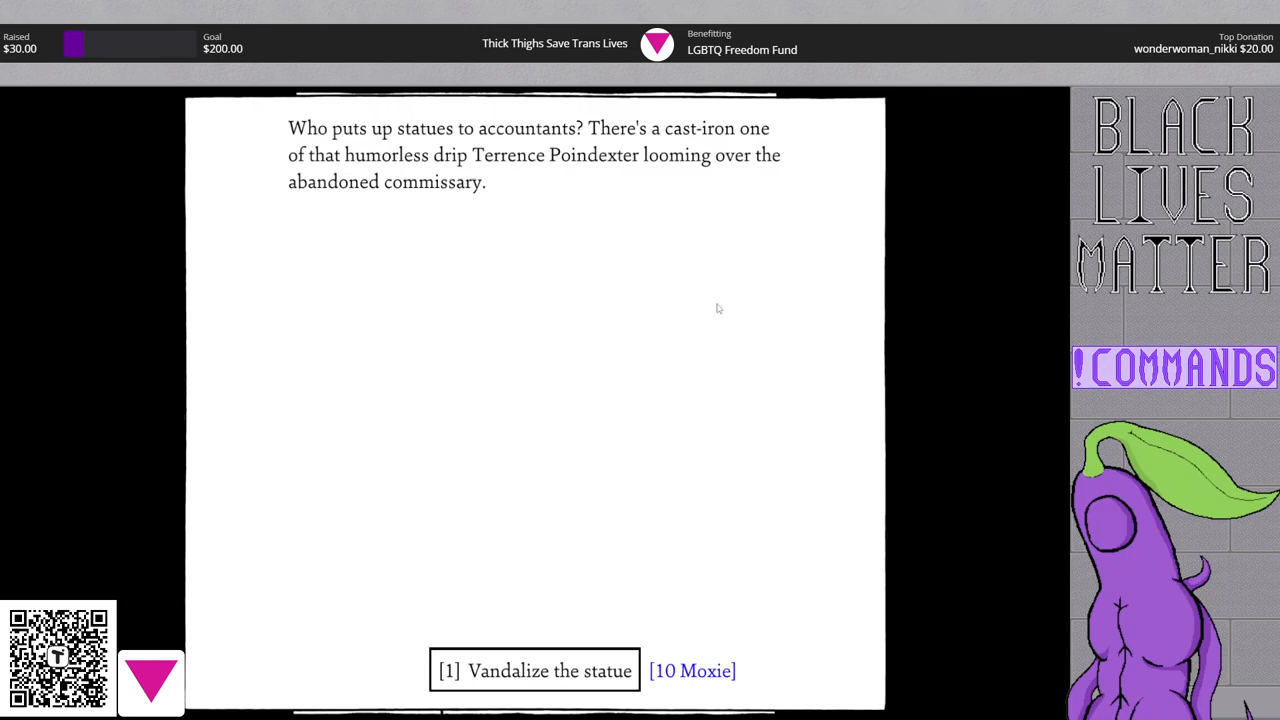 Raised
$30.00
Goal
$200.00
Thick Thighs Save Trans Lives
Benefitting
LGBTQ Freedom Fund
Top Donation
wonderwoman_nikki $20.00
Who puts up statues to accountants? There's a cast-iron one
of that humorless drip Terrence Poindexter looming over the
abandoned commissary.
[1] Vandalize the statue [10 Moxie]
BLACK
LIVES
MATTER
!COMMANDS
T